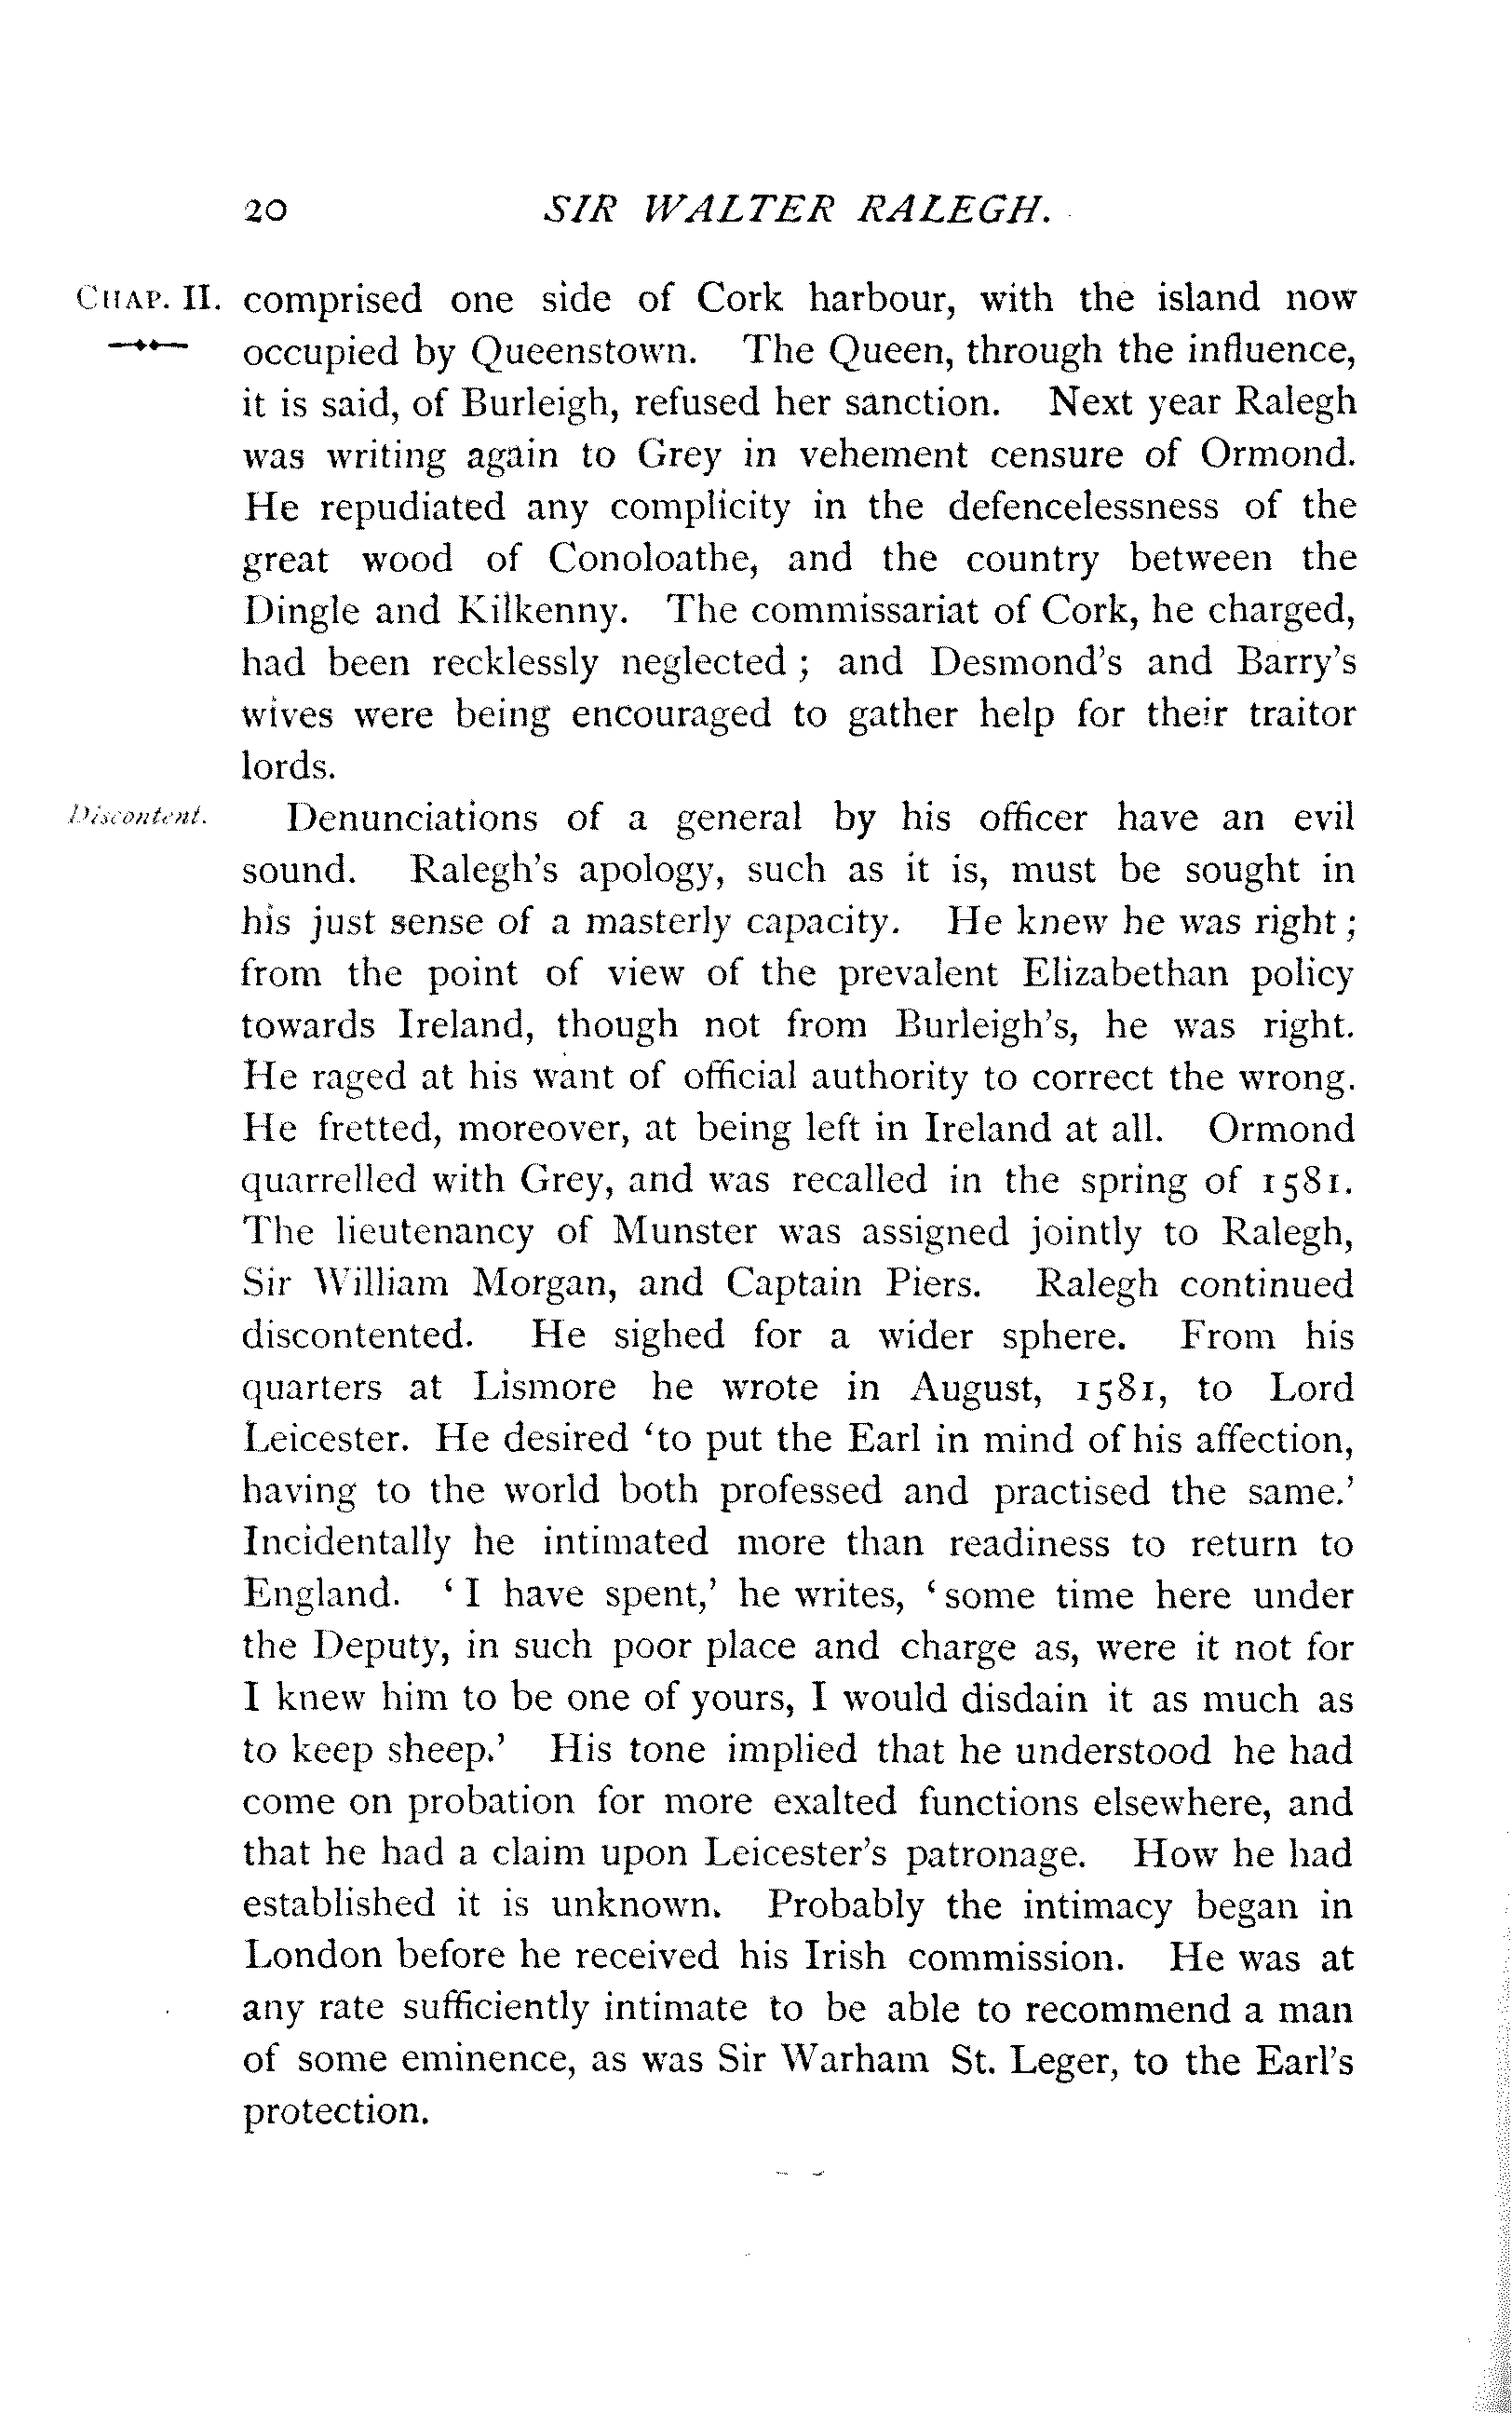 20 SIR WALTER RALEGH.
CHAP. II. comprised one side of Cork harbour, with the island now
occupied by Queenstown. The Queen, through the influence,
it is said, of Burleigh, refused her sanction. Next year Ralegh
was writing again to Grey in vehement censure of Ormond.
He repudiated any complicity in the defencelessness of the
great wood of Conoloathe, and the country between the
Dingle and Kilkenny. The commissariat of Cork, he charged,
had been recklessly neglected ; and Desmond's and Barry's
wives were being encouraged to gather help for their traitor
lords.
Discontent. Denunciations of a general by his officer have an evil
sound. Ralegh's apology, such as it is, must be sought in
his just sense of a masterly capacity. He knew he was right ;
from the point of view of the prevalent Elizabethan policy
towards Ireland, though not from Burleigh's, he was right.
He raged at his want of official authority to correct the wrong.
He fretted, moreover, at being left in Ireland at all. Ormond
quarrelled with Grey, and was recalled in the spring of 1581.
The lieutenancy of Munster was assigned jointly to Ralegh,
Sir William Morgan, and Captain Piers. Ralegh continued
discontented. He sighed for a wider sphere. From his
quarters at Lismore he wrote in August, 1581, to Lord
Leicester. He desired 'to put the Earl in mind of his affection,
having to the world both professed and practised the same.'
Incidentally he intimated more than readiness to return to
England. ' I have spent,' he writes, ' some time here under
the Deputy, in such poor place and charge as, were it not for
I knew him to be one of yours, I would disdain it as much as
to keep sheep.' His tone implied that he understood he had
come on probation for more exalted functions elsewhere, and
that he had a claim upon Leicester's patronage. How he had
established it is unknown. Probably the intimacy began in
London before he received his Irish commission. He was at
any rate sufficiently intimate to be able to recommend a man
of some eminence, as was Sir Warham St. Leger, to the Earl's
protection.